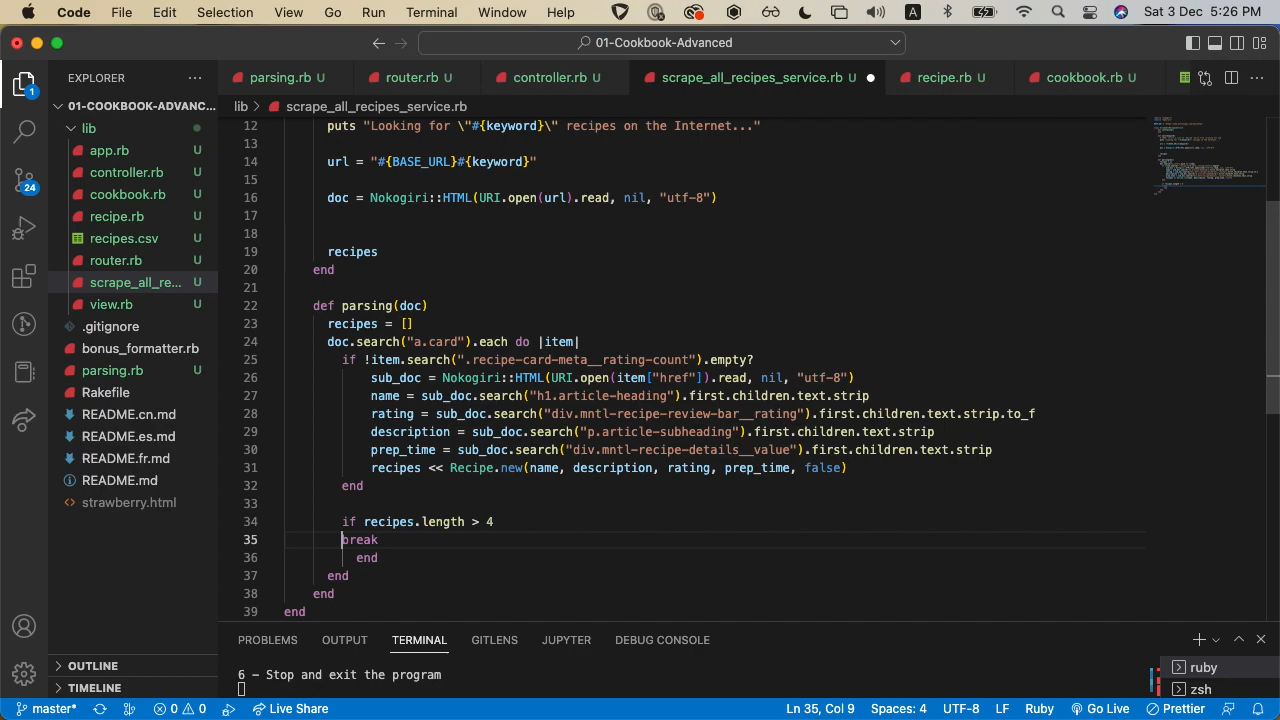 Code File Edit Selection View Go Run Terminal Window Help A Sat 3 Dec 5:26 PM
01-Cookbook-Advanced
EXPLORER
parsing.rb U router.rb U controller.rb U scrape_all_recipes_service.rb U recipe.rb U cookbook.rb U
01-COOKBOOK-ADVANC...
lib
app.rb U
controller.rb U
cookbook.rb U
recipe.rb U
recipes.csv U
router.rb U
scrape_all_re... U
view.rb U
.gitignore
bonus_formatter.rb U
parsing.rb U
Rakefile
README.cn.md
README.es.md
README.fr.md
README.md
strawberry.html
OUTLINE
TIMELINE
1
24
lib > scrape_all_recipes_service.rb
12 puts "Looking for \"#{keyword}\" recipes on the Internet..."
13
14 url = "#{BASE_URL}#{keyword}"
15
16 doc = Nokogiri::HTML(URI.open(url).read, nil, "utf-8")
17
18
19 recipes
20 end
21
22 def parsing(doc)
23 recipes = []
24 doc.search("a.card").each do |item|
25 if !item.search(".recipe-card-meta__rating-count").empty?
26 sub_doc = Nokogiri::HTML(URI.open(item["href"]).read, nil, "utf-8")
27 name = sub_doc.search("h1.article-heading").first.children.text.strip
28 rating = sub_doc.search("div.mntl-recipe-review-bar__rating").first.children.text.strip.to_f
29 description = sub_doc.search("p.article-subheading").first.children.text.strip
30 prep_time = sub_doc.search("div.mntl-recipe-details__value").first.children.text.strip
31 recipes << Recipe.new(name, description, rating, prep_time, false)
32 end
33
34 if recipes.length > 4
35 break
36 end
37 end
38 end
39 end
PROBLEMS OUTPUT TERMINAL GITLENS JUPYTER DEBUG CONSOLE
6 - Stop and exit the program
ruby
zsh
master* 0 0 Live Share Ln 35, Col 9 Spaces: 4 UTF-8 LF Ruby Go Live Prettier